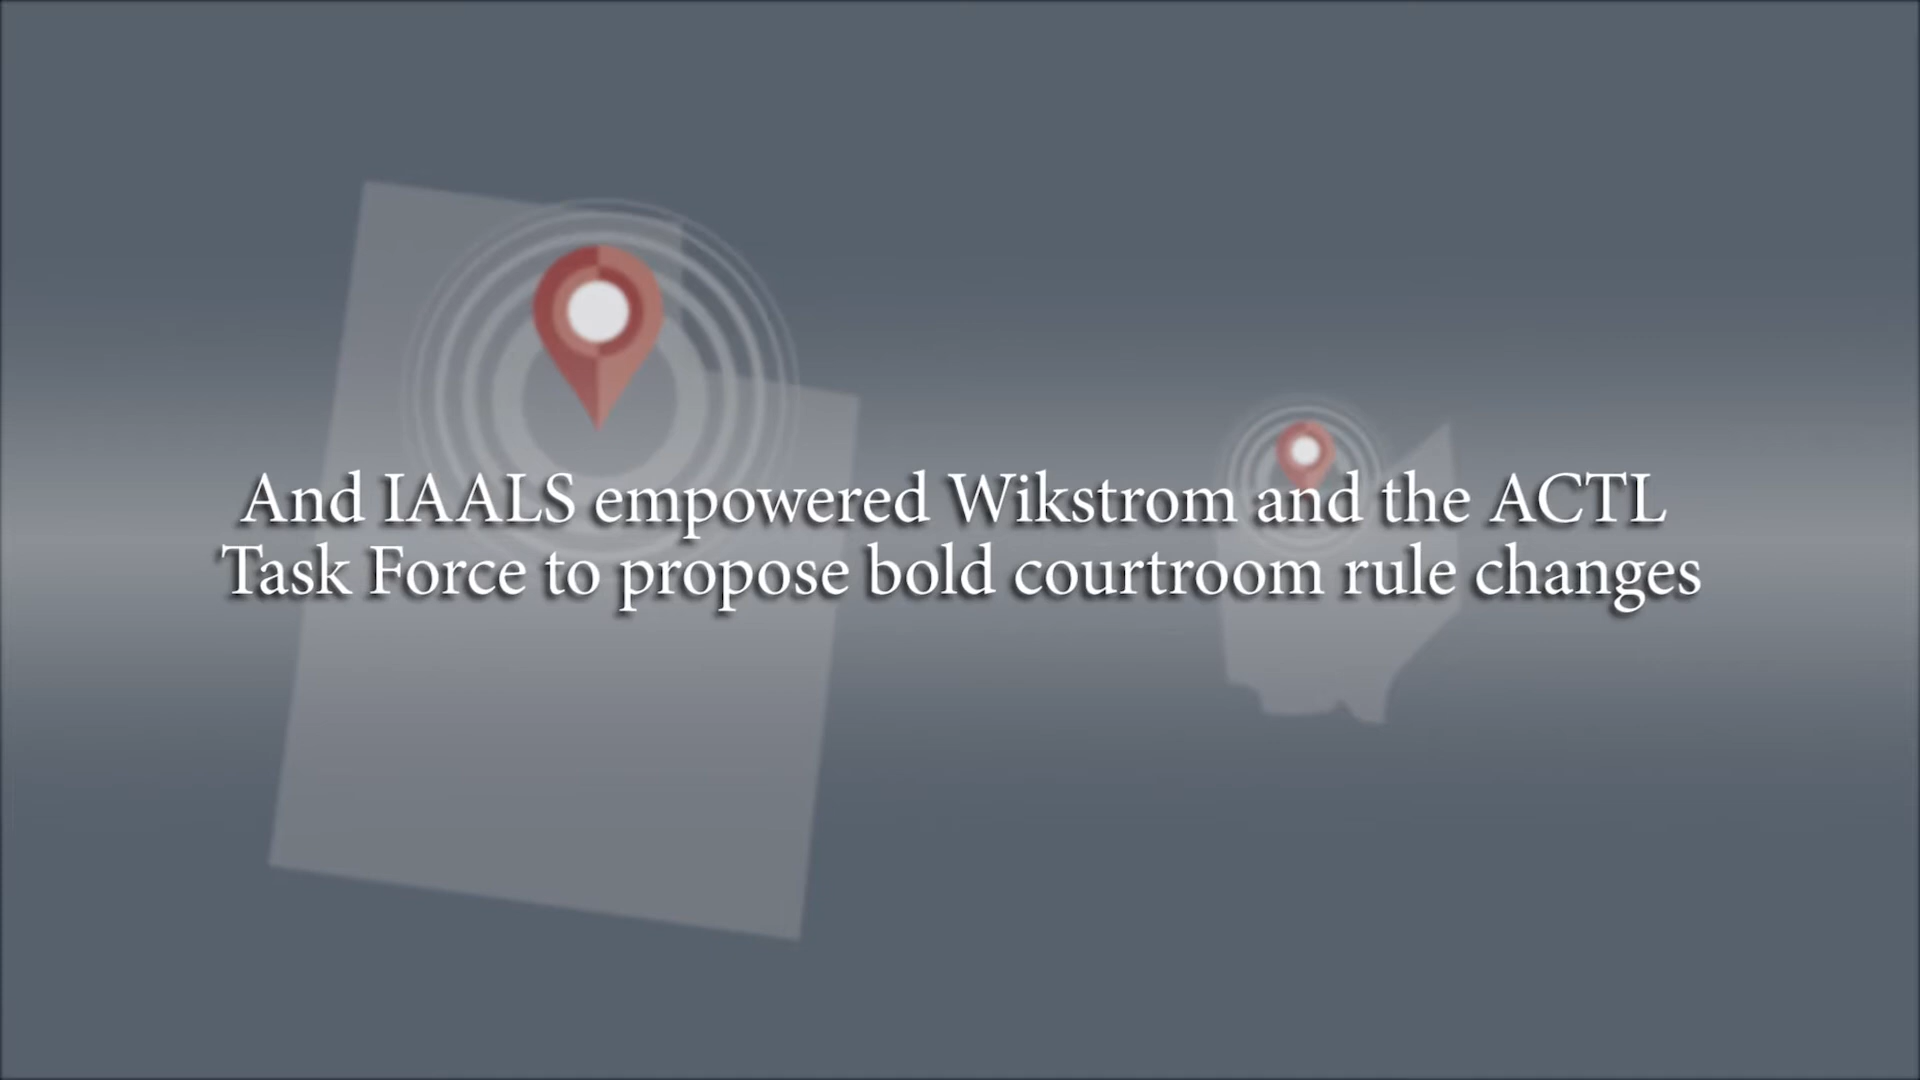 And IAALS empowered Wikstrom and the ACTL
Task Force to propose bold courtroom rule changes